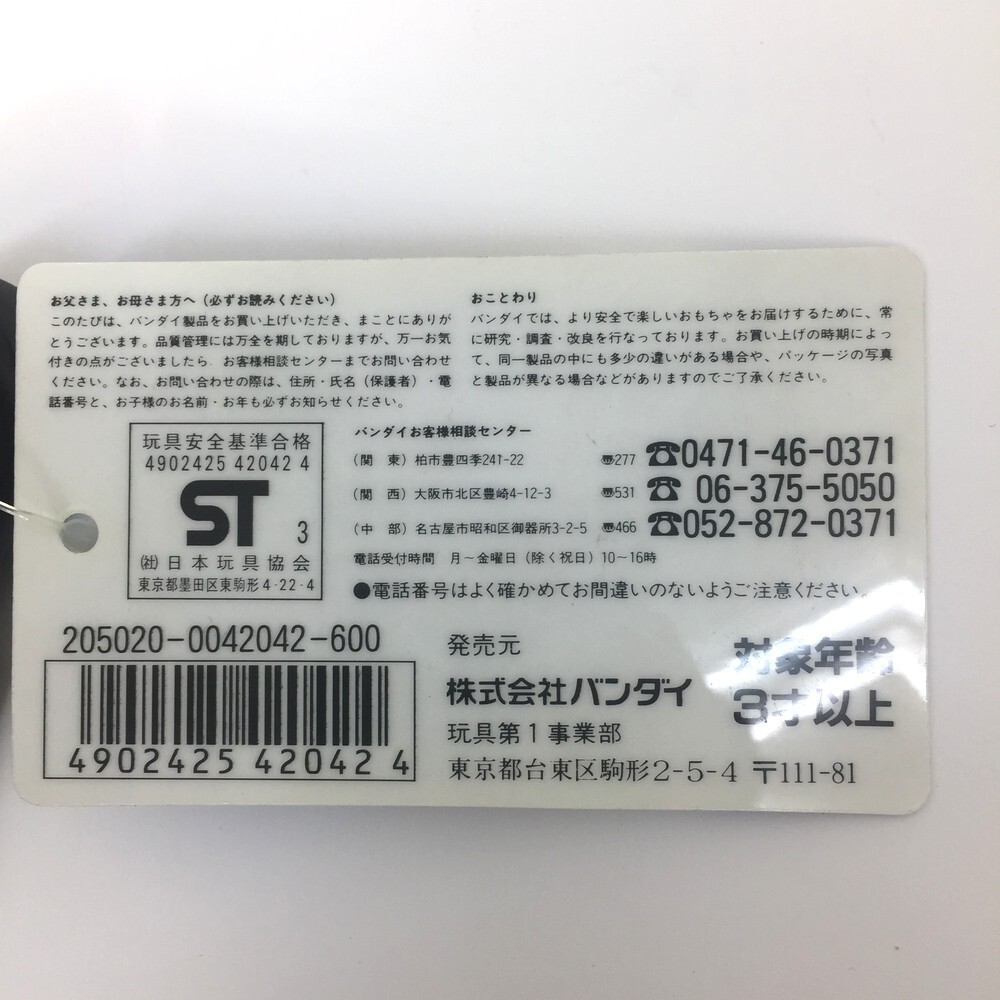 お父さま、お母さま方へ(必ずお読みください)
このたびは、バンダイ製品をお買い上げいただき、まことにありが
とうございます。品質管理には万全を期しておりますが、万一お気
付きの点がございましたら、お客様相談センターまでお問い合わせ
ください。なお、お問い合わせの際は、住所・氏名(保護者)・電
話番号と、お子様のお名前・お年も必ずお知らせください。
おことわり
バンダイでは、より安全で楽しいおもちゃをお届けするために、常
に研究・調査・改良を行なっております。お買い上げの時期によっ
て、同一製品の中にも多少の違いがある場合や、パッケージの写真
と製品が異なる場合などがありますのでご了承ください。
玩具安全基準合格
4902425 42042 4
ST 3
㈳日本玩具協会
東京都墨田区東駒形4-22-4
バンダイお客様相談センター
(関 東) 柏市豊四季241-22 〠277 ☎0471-46-0371
(関 西) 大阪市北区豊崎4-12-3 〠531 ☎ 06-375-5050
(中 部) 名古屋市昭和区御器所3-2-5 〠466 ☎052-872-0371
電話受付時間 月〜金曜日(除く祝日)10〜16時
●電話番号はよく確かめてお間違いのないようご注意ください。
205020-0042042-600
4902425 42042 4
発売元
株式会社バンダイ
玩具第1事業部
東京都台東区駒形2-5-4 〒111-81
対象年齢
3才以上